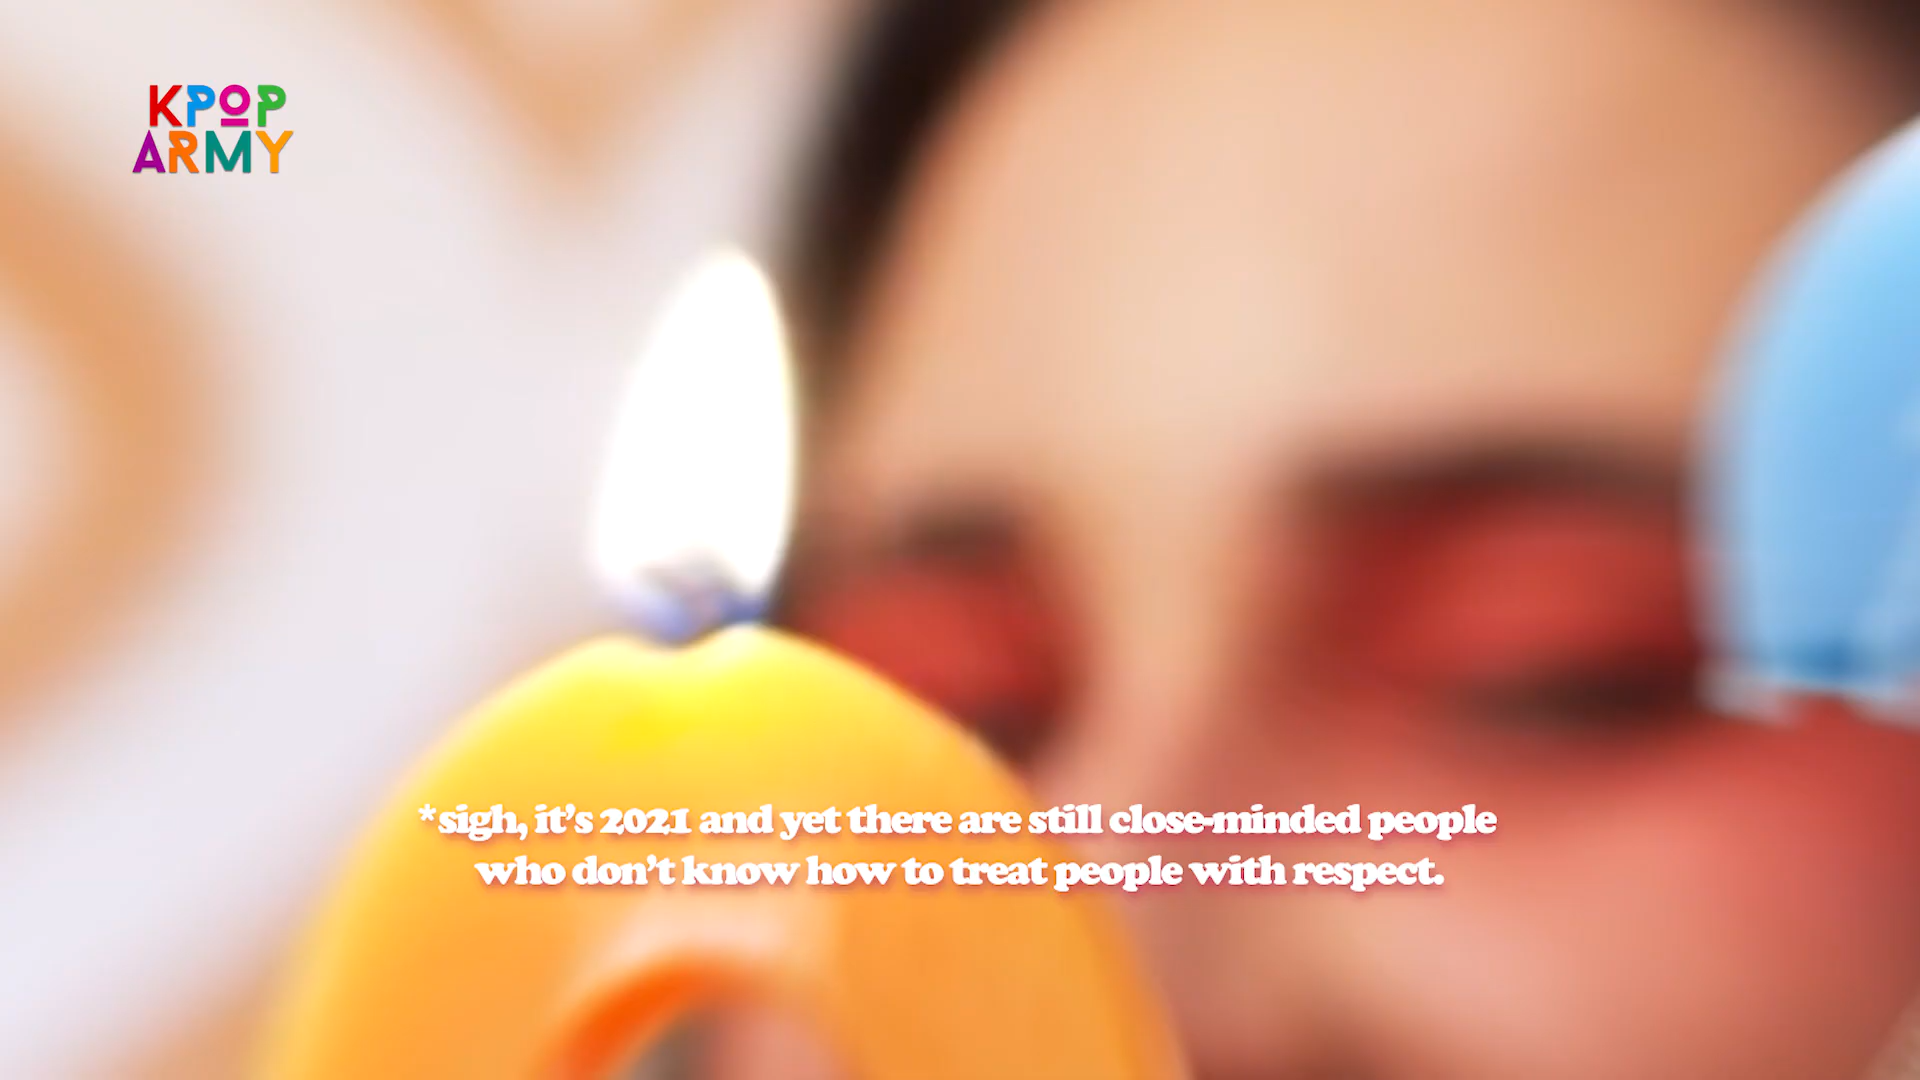 KPOP
ARMY
*sigh, it's 2021 and yet there are still close-minded people
who don't know how to treat people with respect.